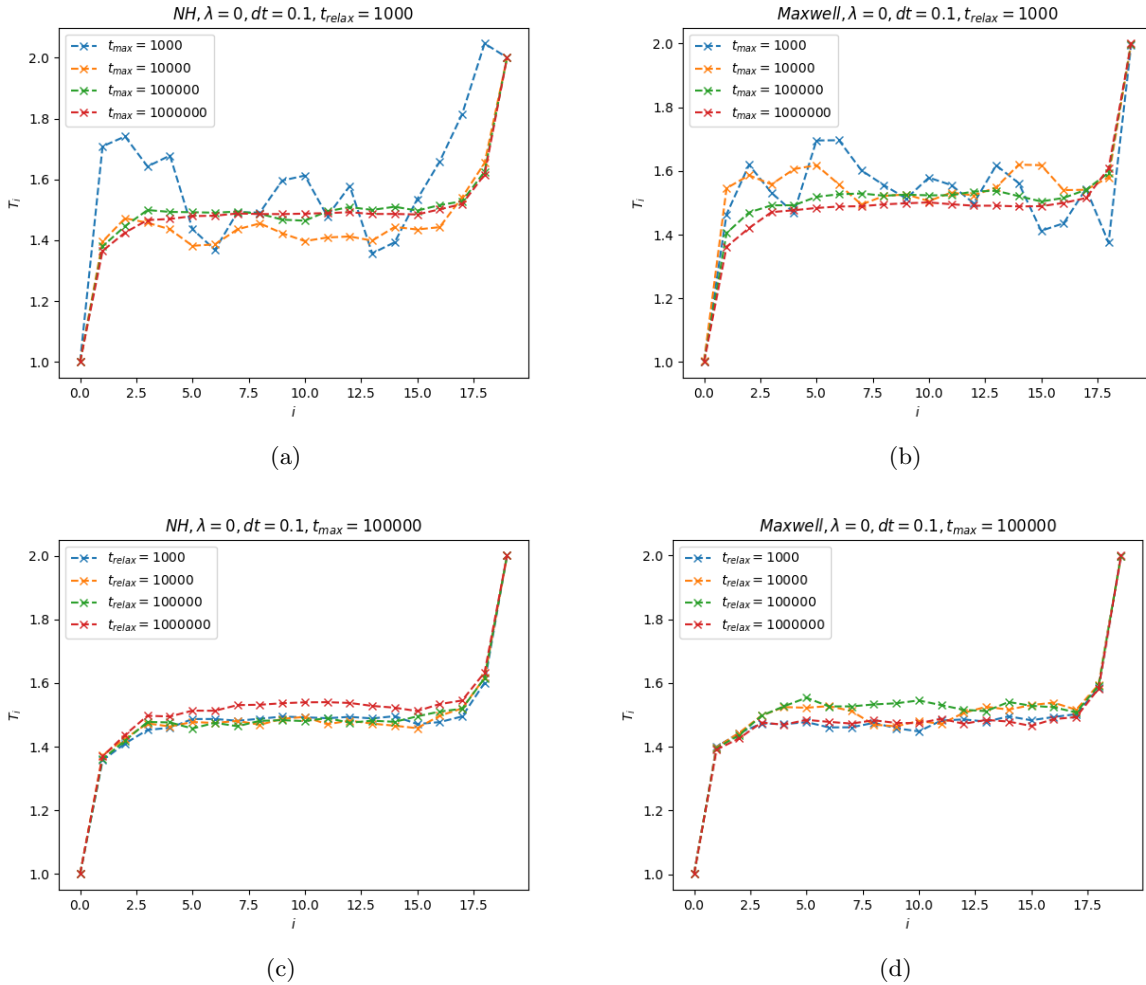 NH, λ = 0, dt = 0.1, t_relax = 1000
t_max = 1000
t_max = 10000
t_max = 100000
t_max = 1000000
2.0
1.8
1.6
1.4
1.2
1.0
T_i
0.0 2.5 5.0 7.5 10.0 12.5 15.0 17.5
i
(a)
Maxwell, λ = 0, dt = 0.1, t_relax = 1000
t_max = 1000
t_max = 10000
t_max = 100000
t_max = 1000000
2.0
1.8
1.6
1.4
1.2
1.0
T_i
0.0 2.5 5.0 7.5 10.0 12.5 15.0 17.5
i
(b)
NH, λ = 0, dt = 0.1, t_max = 100000
t_relax = 1000
t_relax = 10000
t_relax = 100000
t_relax = 1000000
2.0
1.8
1.6
1.4
1.2
1.0
T_i
0.0 2.5 5.0 7.5 10.0 12.5 15.0 17.5
i
(c)
Maxwell, λ = 0, dt = 0.1, t_max = 100000
t_relax = 1000
t_relax = 10000
t_relax = 100000
t_relax = 1000000
2.0
1.8
1.6
1.4
1.2
1.0
T_i
0.0 2.5 5.0 7.5 10.0 12.5 15.0 17.5
i
(d)